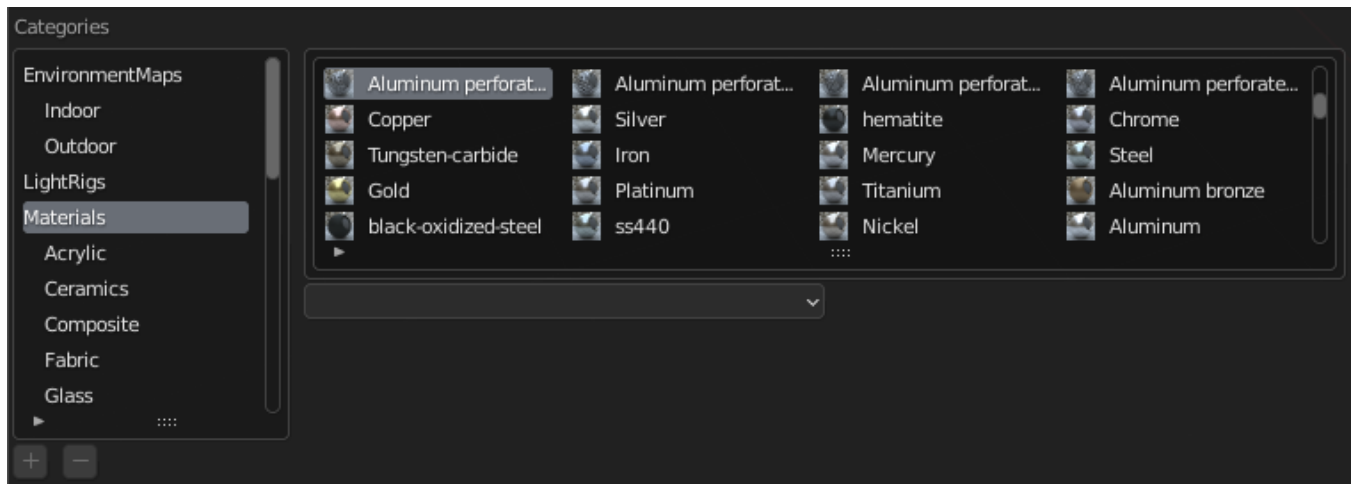 Categories
EnvironmentMaps
Indoor
Outdoor
LightRigs
Materials
Acrylic
Ceramics
Composite
Fabric
Glass
Aluminum perforat... Aluminum perforat... Aluminum perforat... Aluminum perforate...
Copper Silver hematite Chrome
Tungsten-carbide Iron Mercury Steel
Gold Platinum Titanium Aluminum bronze
black-oxidized-steel ss440 Nickel Aluminum